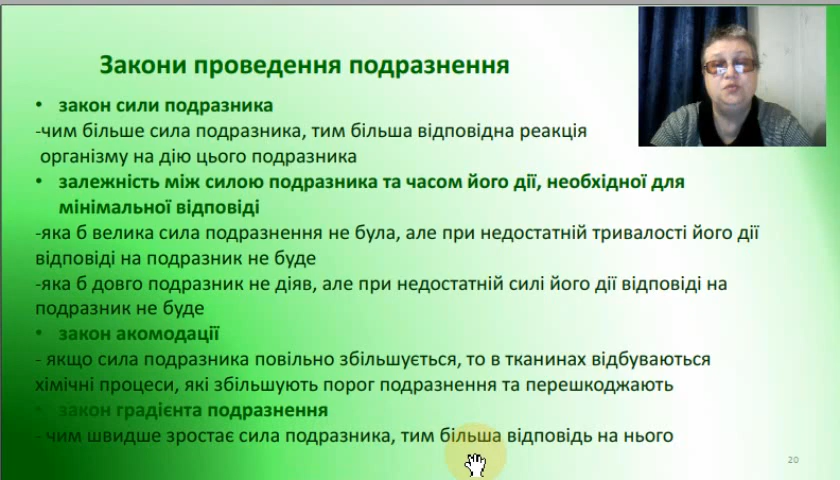 Закони проведення подразнення
• закон сили подразника
-чим більше сила подразника, тим більша відповідна реакція
організму на дію цього подразника
• залежність між силою подразника та часом його дії, необхідної для
мінімальної відповіді
-яка б велика сила подразнення не була, але при недостатній тривалості його дії
відповіді на подразник не буде
-яка б довго подразник не діяв, але при недостатній силі його дії відповіді на
подразник не буде
• закон акомодації
- якщо сила подразника повільно збільшується, то в тканинах відбуваються
хімічні процеси, які збільшують порог подразнення та перешкоджають
• закон градієнта подразнення
- чим швидше зростає сила подразника, тим більша відповідь на нього
20